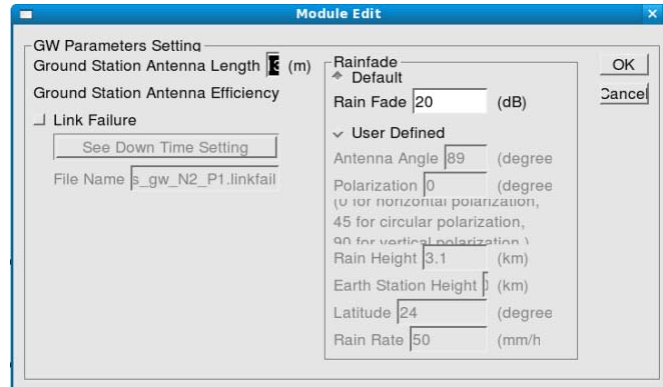 Module Edit
GW Parameters Setting
Ground Station Antenna Length (m)
Ground Station Antenna Efficiency
Link Failure
See Down Time Setting
File Name s_gw_N2_P1.linkfail
Rainfade
Default
Rain Fade 20 (dB)
User Defined
Antenna Angle 89 (degree
Polarization 0 (degree
(0 for horizontal polarization,
45 for circular polarization,
90 for vertical polarization.)
Rain Height 3.1 (km)
Earth Station Height (km)
Latitude 24 (degree
Rain Rate 50 (mm/h
OK
Cancel